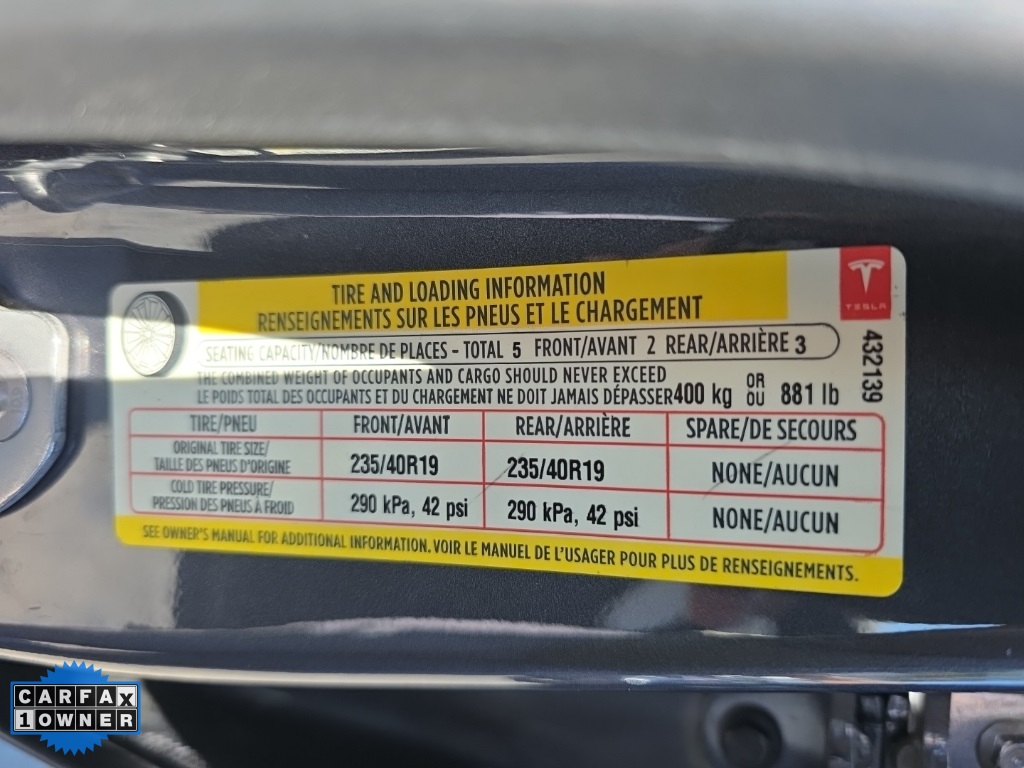 TIRE AND LOADING INFORMATION
RENSEIGNEMENTS SUR LES PNEUS ET LE CHARGEMENT
TESLA
432139
SEATING CAPACITY/NOMBRE DE PLACES - TOTAL 5 FRONT/AVANT 2 REAR/ARRIÈRE 3
THE COMBINED WEIGHT OF OCCUPANTS AND CARGO SHOULD NEVER EXCEED
LE POIDS TOTAL DES OCCUPANTS ET DU CHARGEMENT NE DOIT JAMAIS DÉPASSER 400 kg OR OU 881 lb
TIRE/PNEU FRONT/AVANT REAR/ARRIÈRE SPARE/DE SECOURS
ORIGINAL TIRE SIZE/
TAILLE DES PNEUS D'ORIGINE 235/40R19 235/40R19 NONE/AUCUN
COLD TIRE PRESSURE/
PRESSION DES PNEUS À FROID 290 kPa, 42 psi 290 kPa, 42 psi NONE/AUCUN
SEE OWNER'S MANUAL FOR ADDITIONAL INFORMATION. VOIR LE MANUEL DE L'USAGER POUR PLUS DE RENSEIGNEMENTS.
CARFAX
1 OWNER